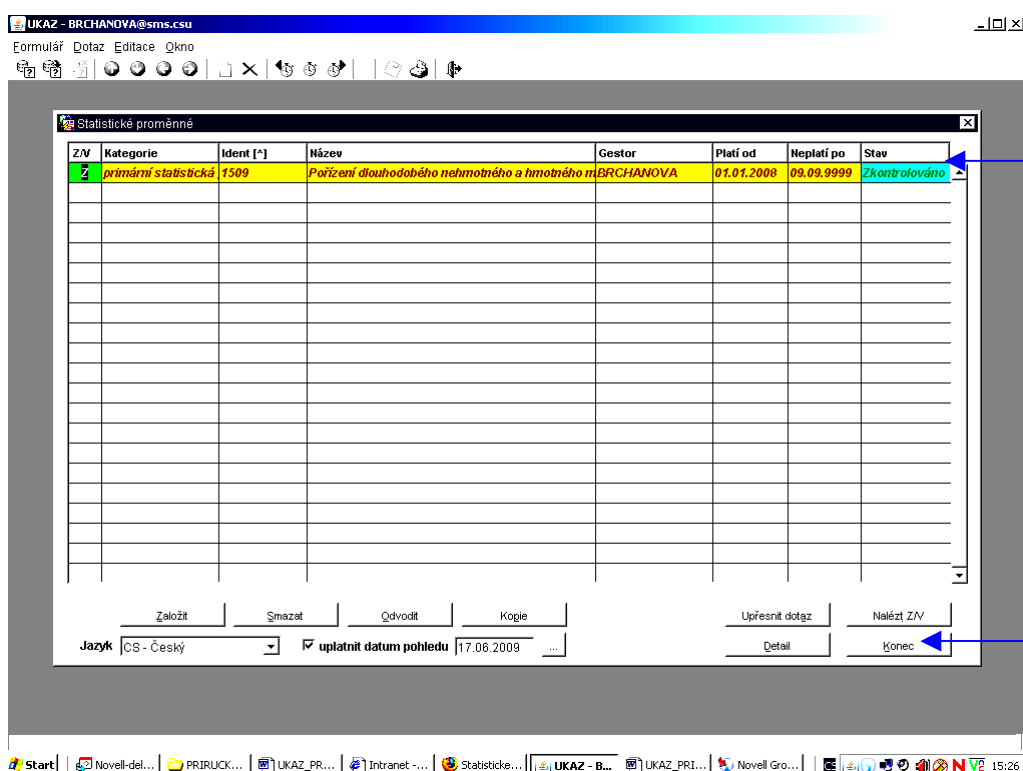 UKAZ - BRCHANOVA@sms.csu
Formulář Dotaz Editace Okno
Statistické proměnné
Z/V Kategorie Ident [^] Název Gestor Platí od Neplatí po Stav
Z primární statistická 1509 Pořízení dlouhodobého nehmotného a hmotného m BRCHANOVA 01.01.2008 09.09.9999 Zkontrolováno
Založit Smazat Odvodit Kopie Upřesnit dotaz Nalézt Z/V
Jazyk CS - Český uplatnit datum pohledu 17.06.2009 ... Detail Konec
Start Novell-del... PRIRUCK... UKAZ_PR... Intranet -... Statisticke... UKAZ - B... UKAZ_PRI... Novell Gro... 15:26